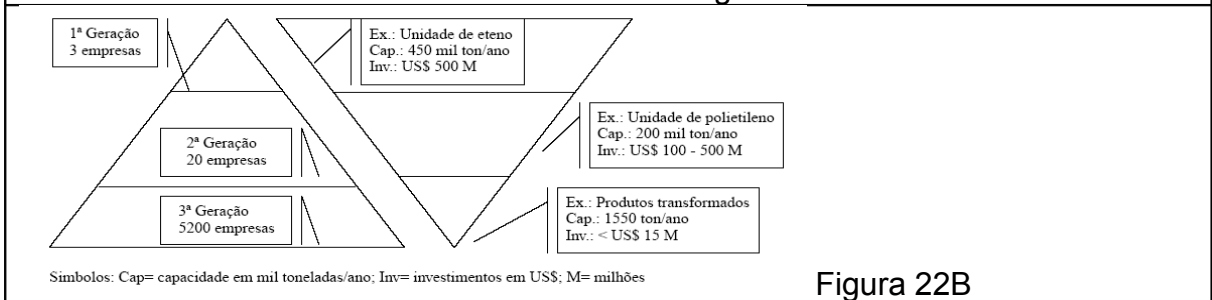 1ª Geração
3 empresas
Ex.: Unidade de eteno
Cap.: 450 mil ton/ano
Inv.: US$ 500 M
Ex.: Unidade de polietileno
Cap.: 200 mil ton/ano
Inv.: US$ 100 - 500 M
2ª Geração
20 empresas
Ex.: Produtos transformados
Cap.: 1550 ton/ano
Inv.: < US$ 15 M
3ª Geração
5200 empresas
Simbolos: Cap= capacidade em mil toneladas/ano; Inv= investimentos em US$; M= milhões
Figura 22B